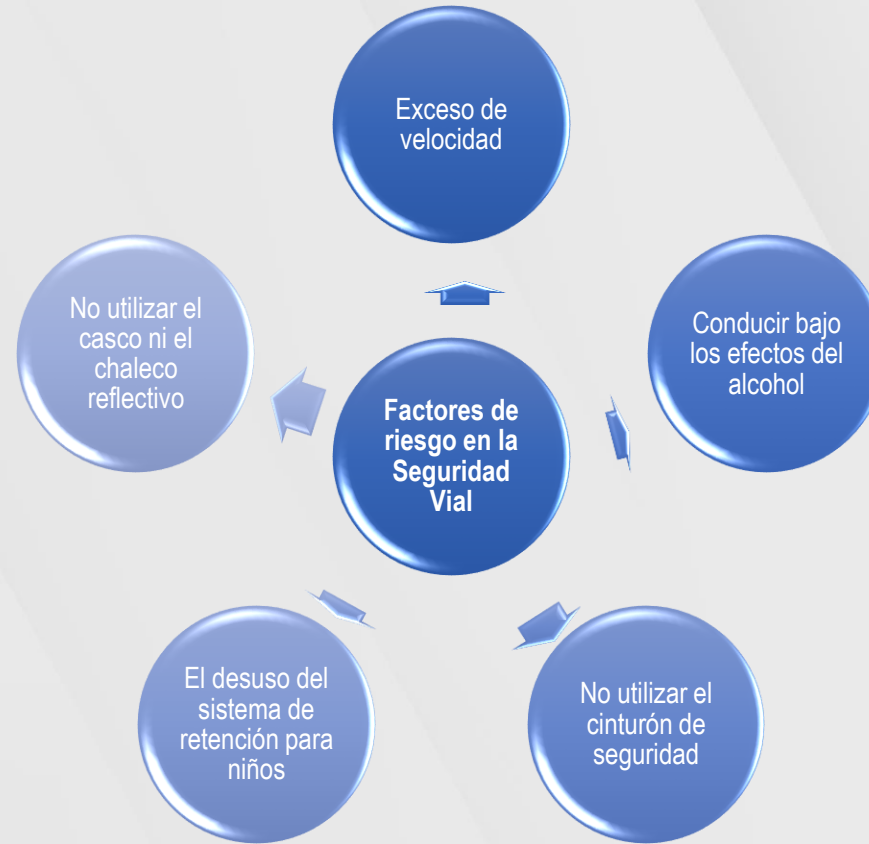 Exceso de
velocidad
Conducir bajo
los efectos del
alcohol
No utilizar el
cinturón de
seguridad
El desuso del
sistema de
retención para
niños
No utilizar el
casco ni el
chaleco
reflectivo
Factores de
riesgo en la
Seguridad
Vial